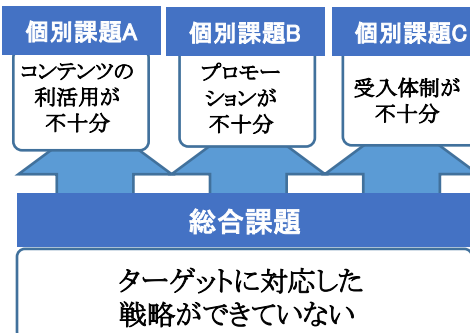 個別課題A
コンテンツの
利活用が
不十分
個別課題B
プロモー
ションが
不十分
個別課題C
受入体制が
不十分
総合課題
ターゲットに対応した
戦略ができていない